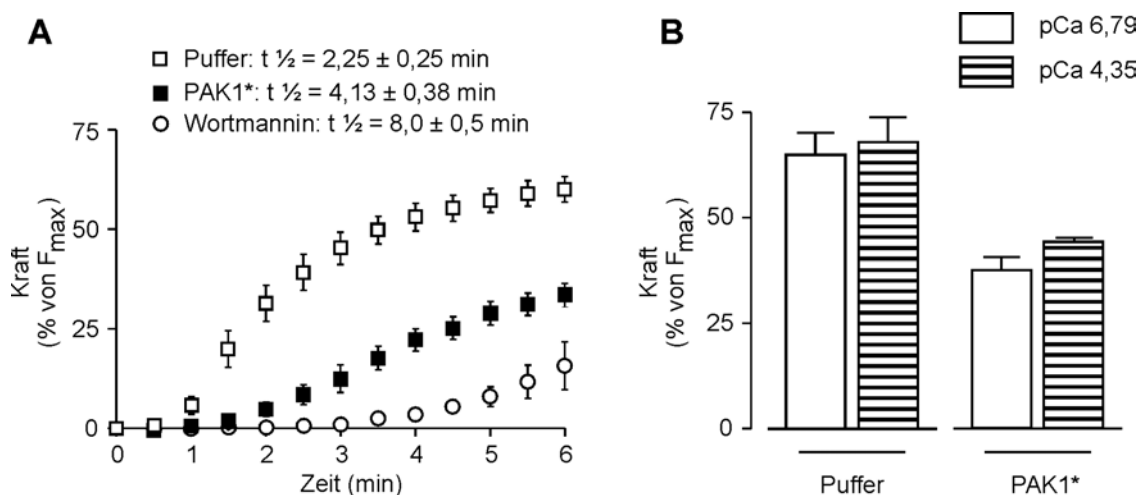 A
Puffer: t ½ = 2,25 ± 0,25 min
PAK1*: t ½ = 4,13 ± 0,38 min
Wortmannin: t ½ = 8,0 ± 0,5 min
75
50
25
0
Kraft
(% von Fmax)
0 1 2 3 4 5 6
Zeit (min)
B
pCa 6,79
pCa 4,35
75
50
25
0
Kraft
(% von Fmax)
Puffer PAK1*